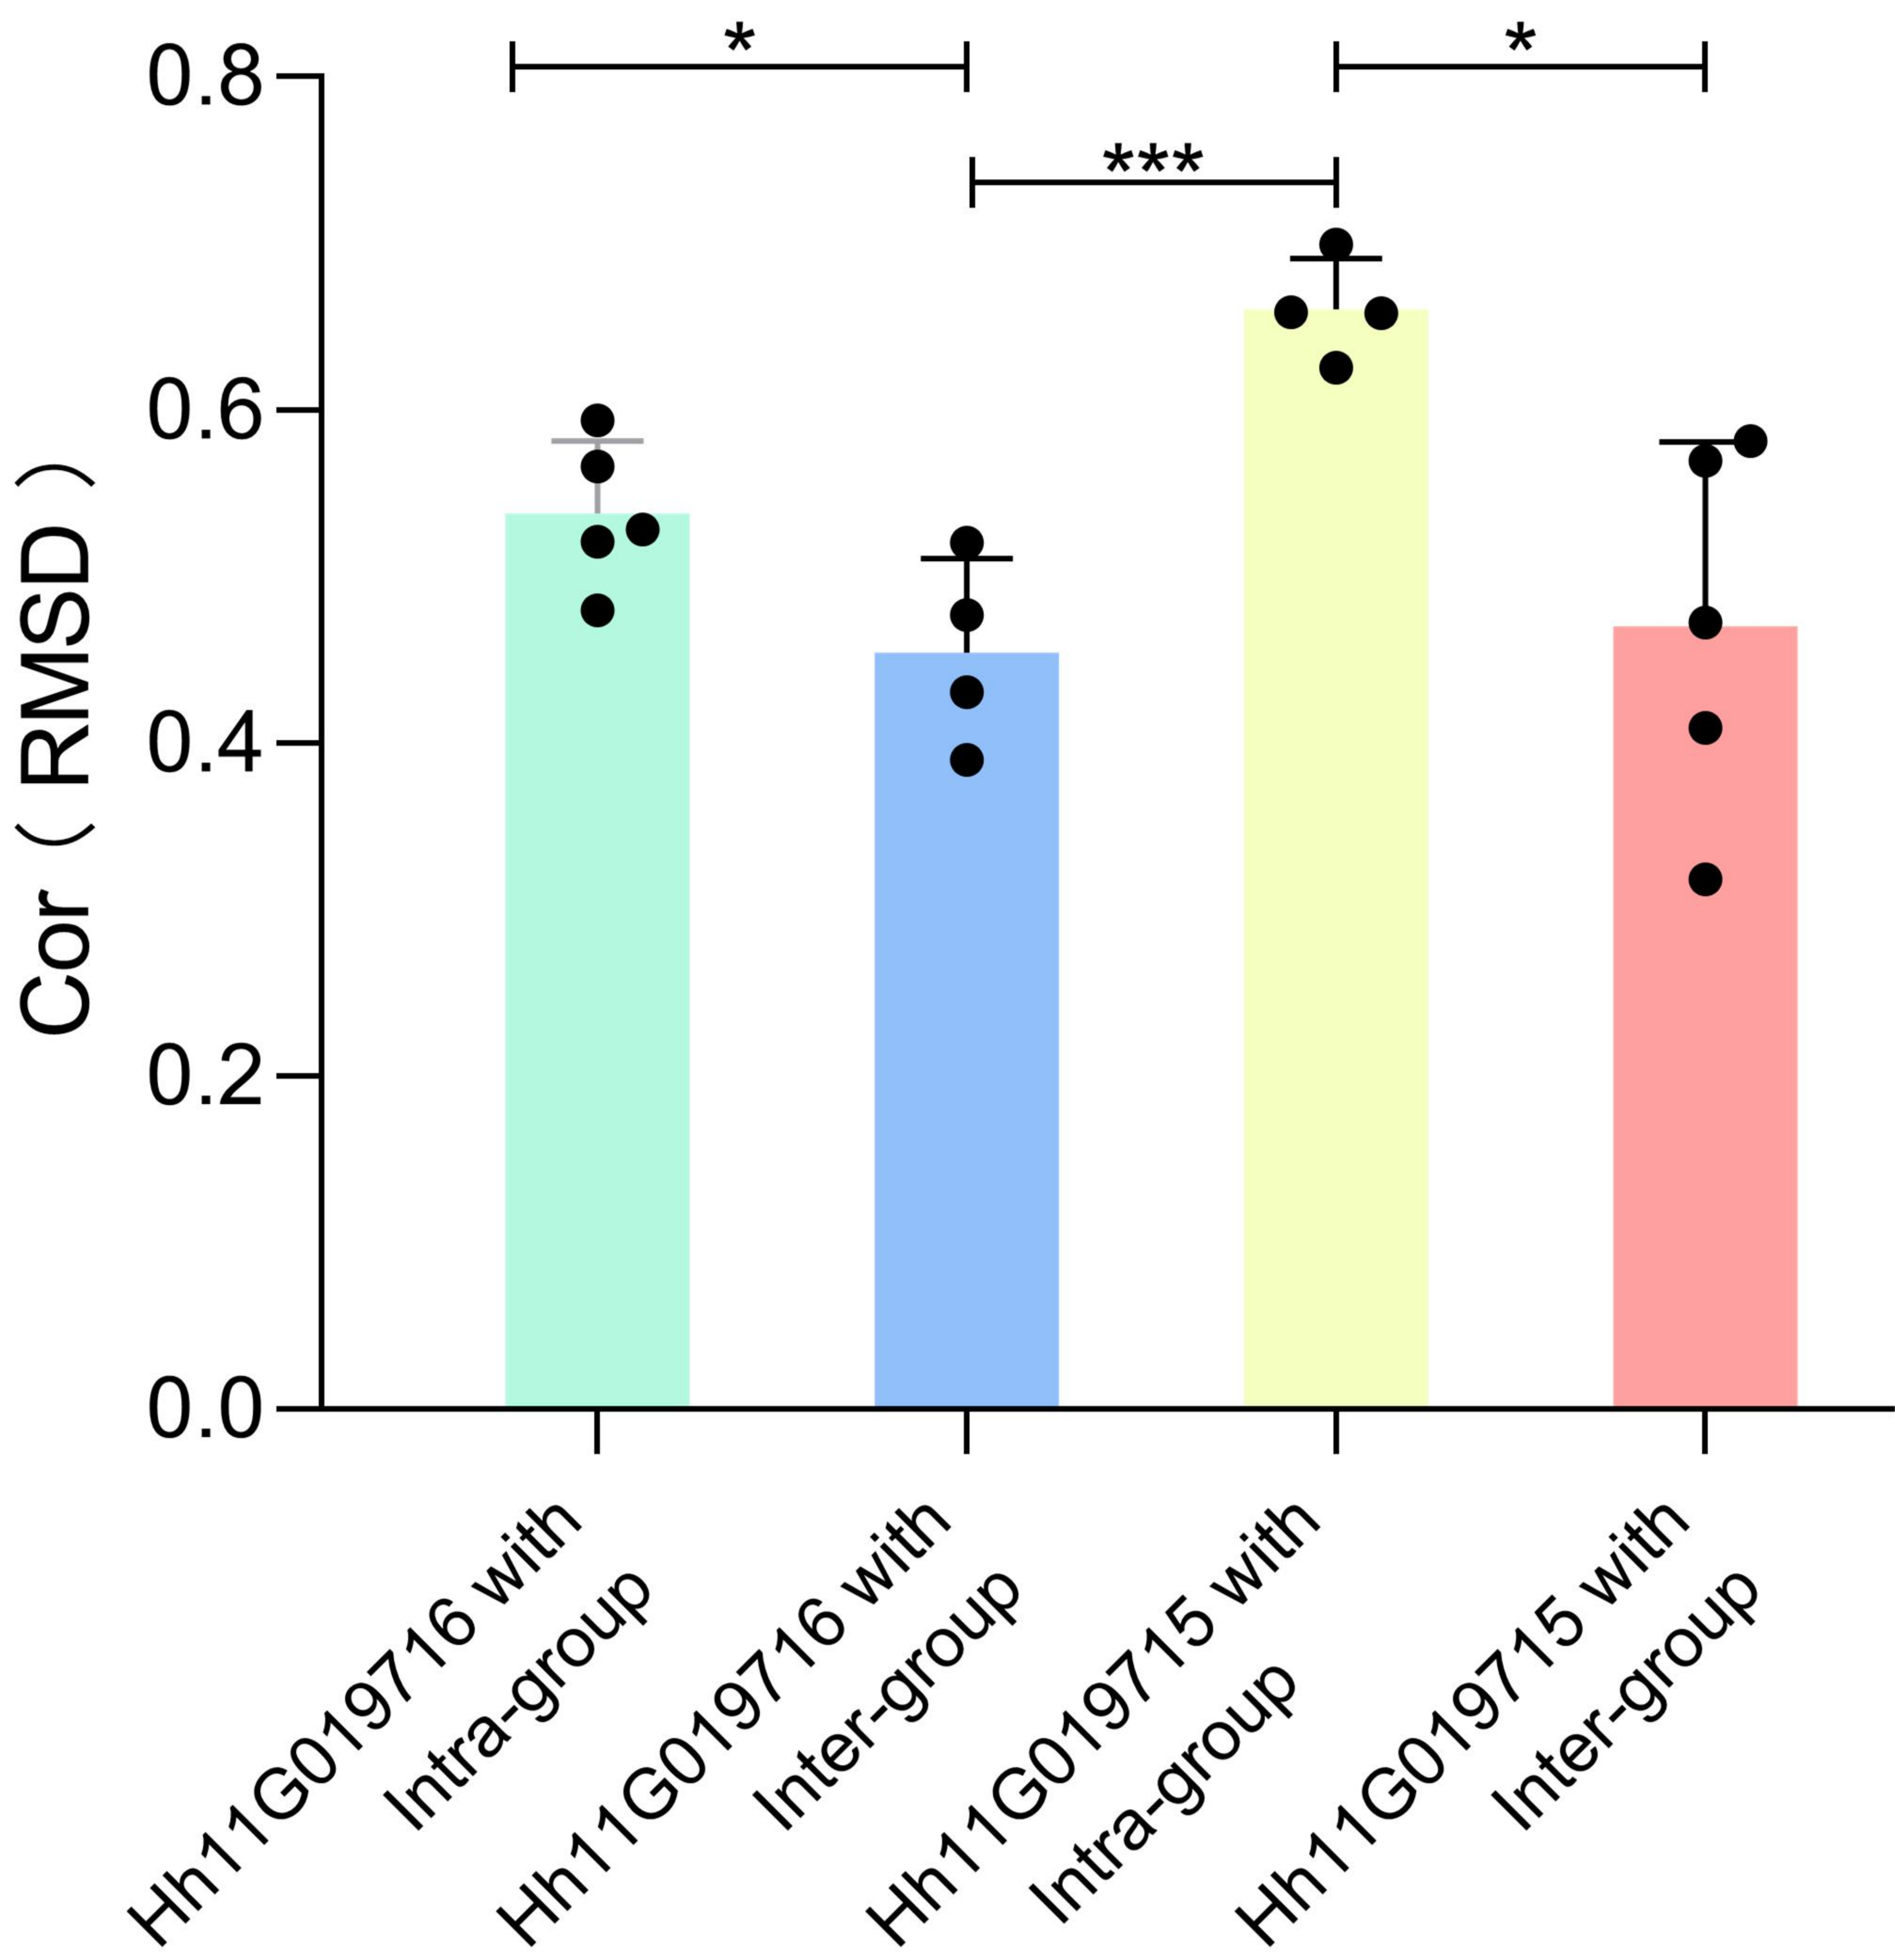 *
*
***
0.8
0.6
0.4
0.2
0.0
Cor（RMSD）
Hh11G019716 with
Intra-group
Hh11G019716 with
Inter-group
Hh11G019715 with
Intra-group
Hh11G019715 with
Inter-group